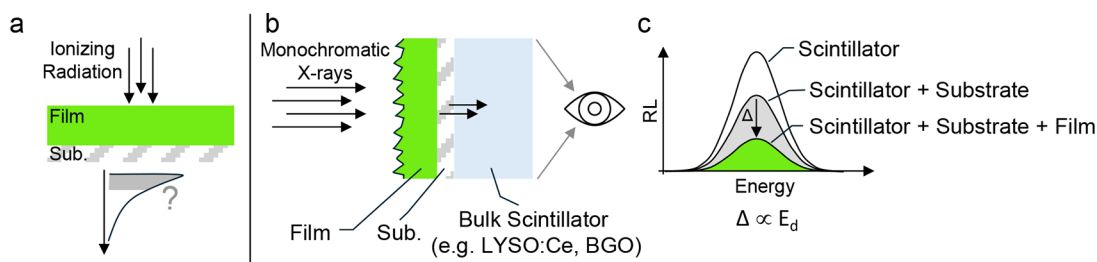 a
Ionizing
Radiation
Film
Sub.
?
b
Monochromatic
X-rays
Film
Sub.
Bulk Scintillator
(e.g. LYSO:Ce, BGO)
c
RL
Scintillator
Scintillator + Substrate
Δ
Scintillator + Substrate + Film
Energy
Δ ∝ E_d